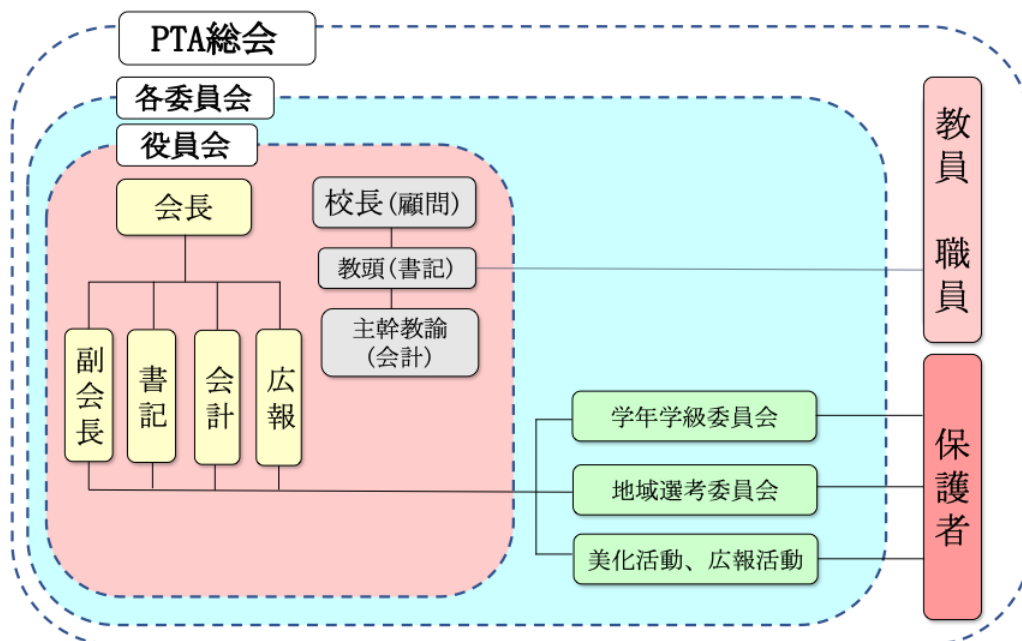 PTA総会
各委員会
役員会
会長
校長(顧問)
教頭(書記)
主幹教諭
(会計)
副会長
書記
会計
広報
学年学級委員会
地域選考委員会
美化活動、広報活動
教員 職員
保護者